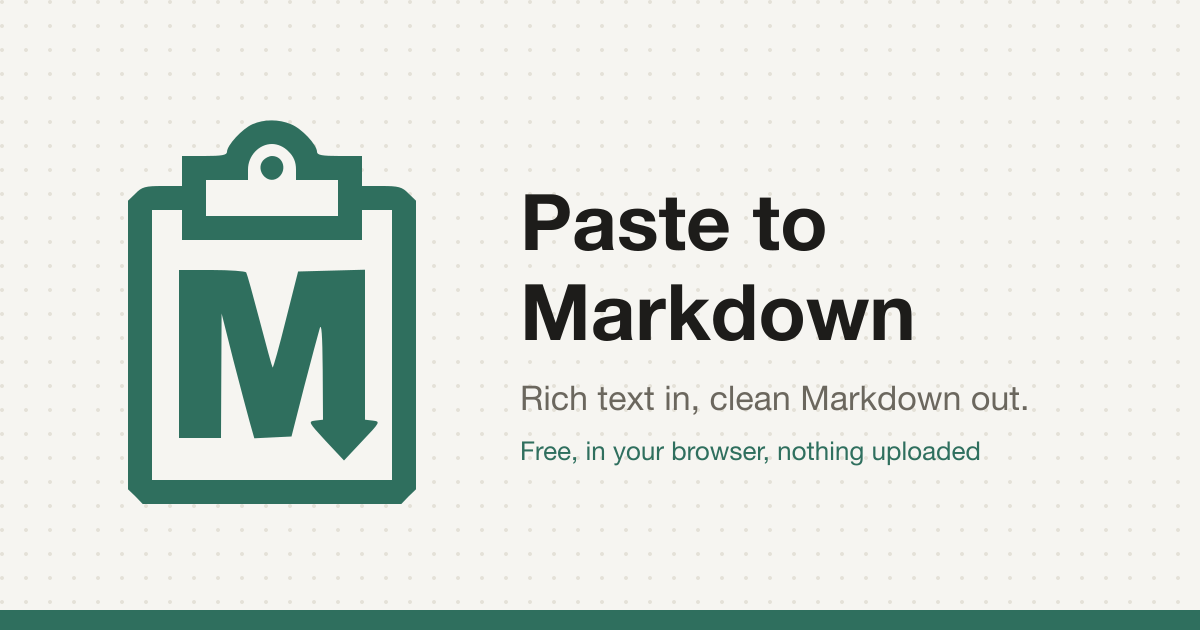 M
Paste to
Markdown
Rich text in, clean Markdown out.
Free, in your browser, nothing uploaded